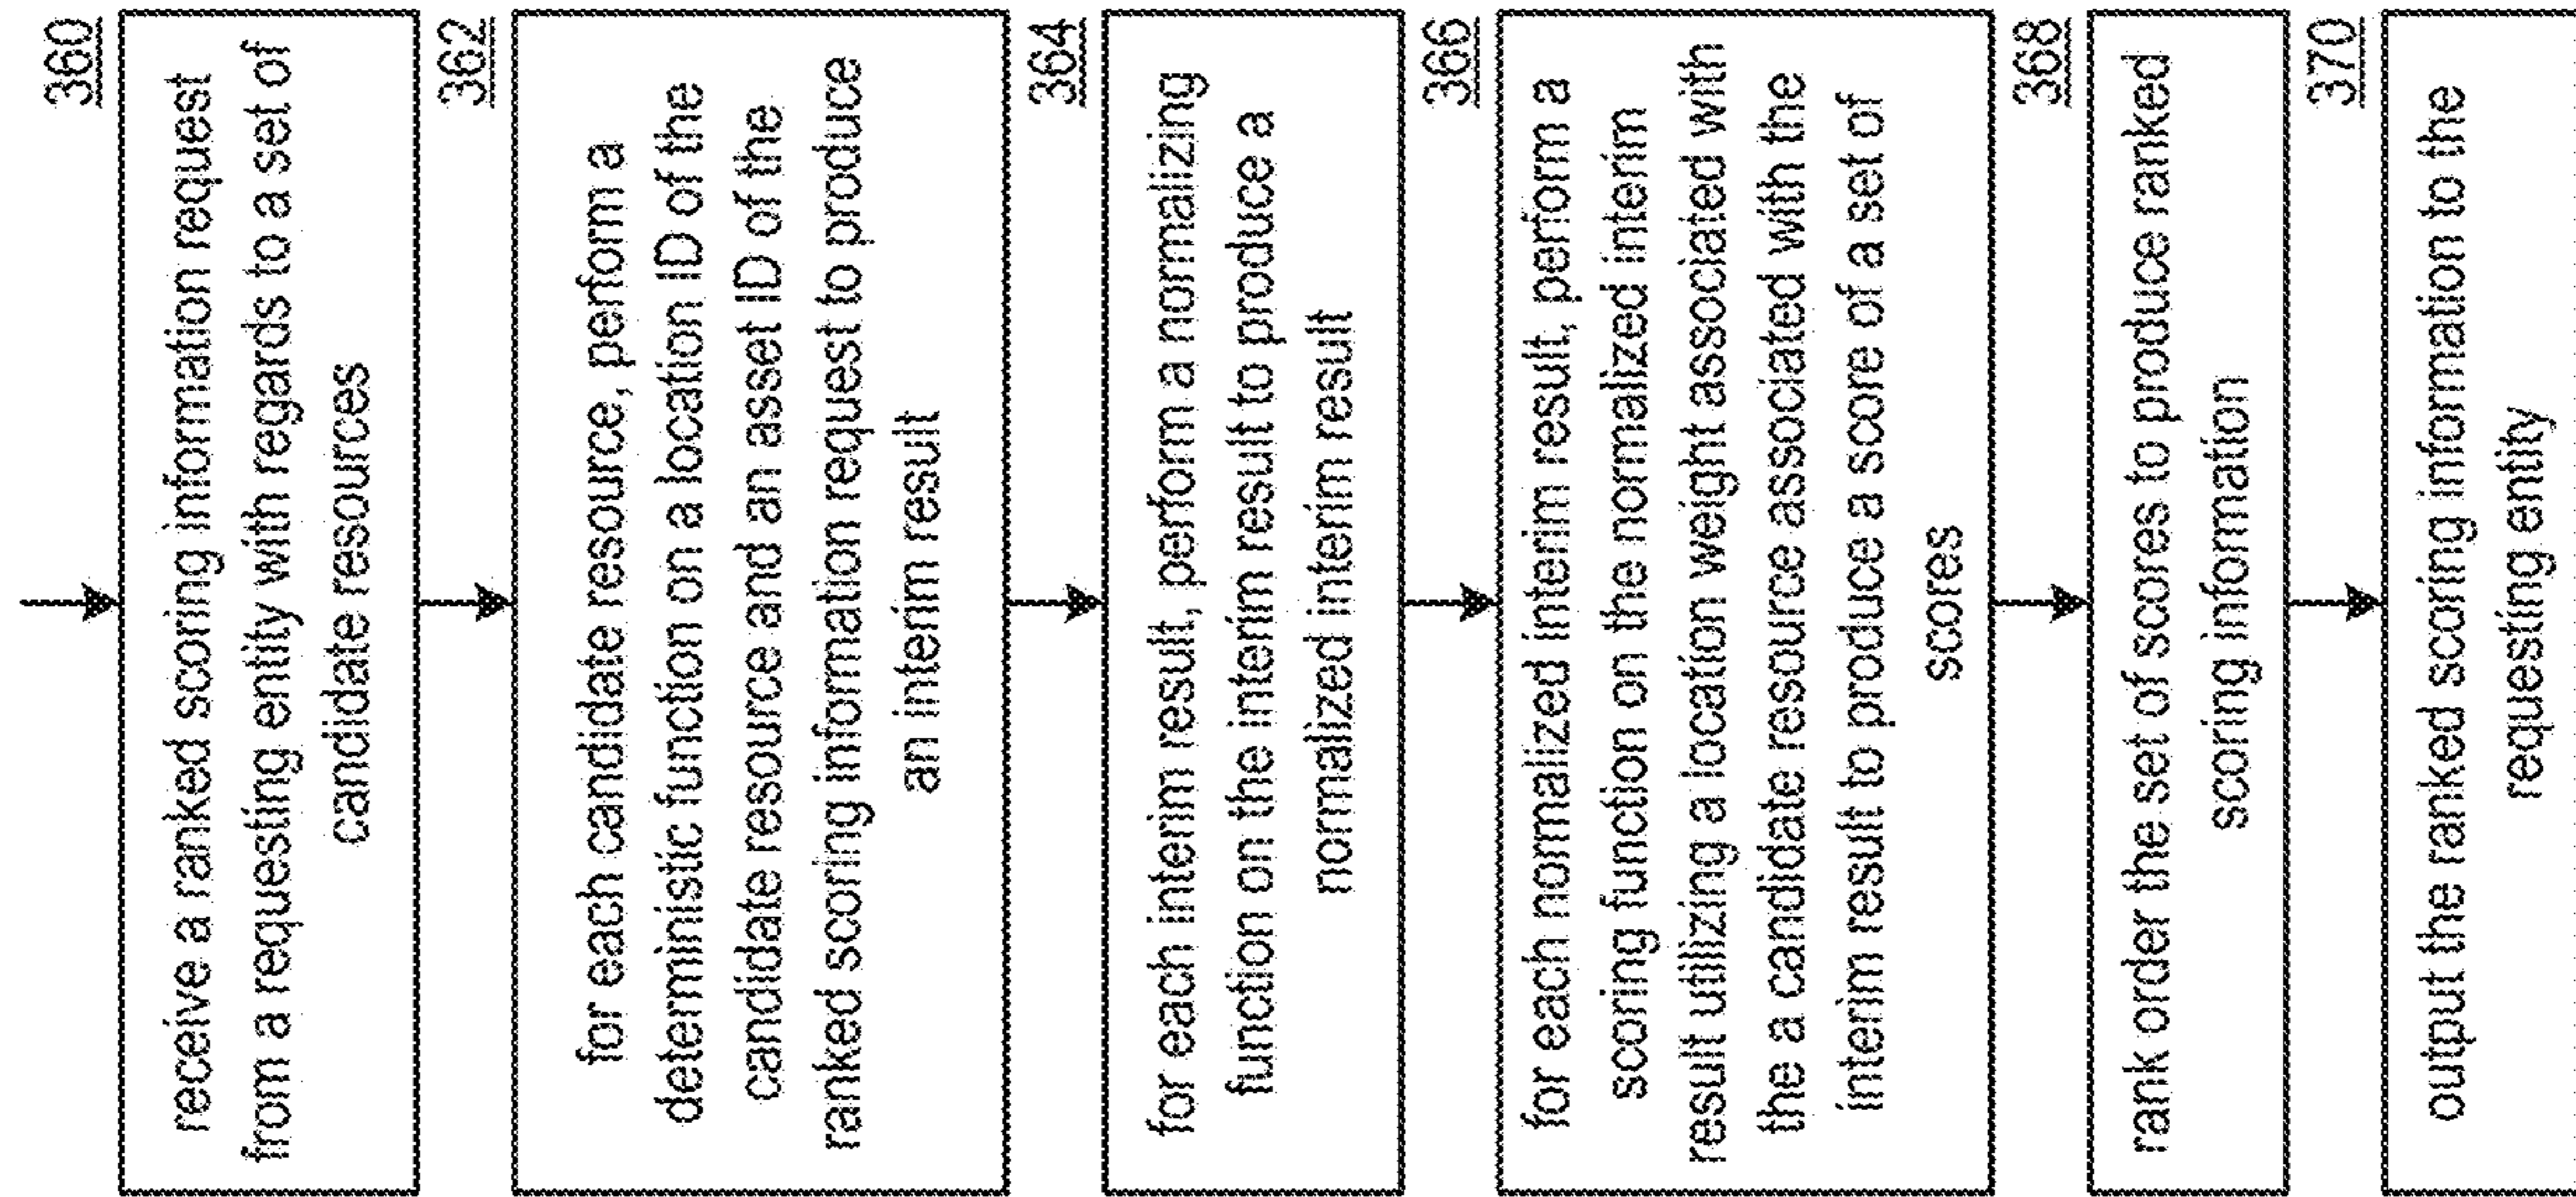 360
receive a ranked scoring information request
from a requesting entity with regards to a set of
candidate resources
362
for each candidate resource, perform a
deterministic function on a location ID of the
candidate resource and an asset ID of the
ranked scoring information request to produce
an interim result
364
for each interim result, perform a normalizing
function on the interim result to produce a
normalized interim result
366
for each normalized interim result, perform a
scoring function on the normalized interim
result utilizing a location weight associated with
the a candidate resource associated with the
interim result to produce a score of a set of
scores
368
rank order the set of scores to produce ranked
scoring information
370
output the ranked scoring information to the
requesting entity